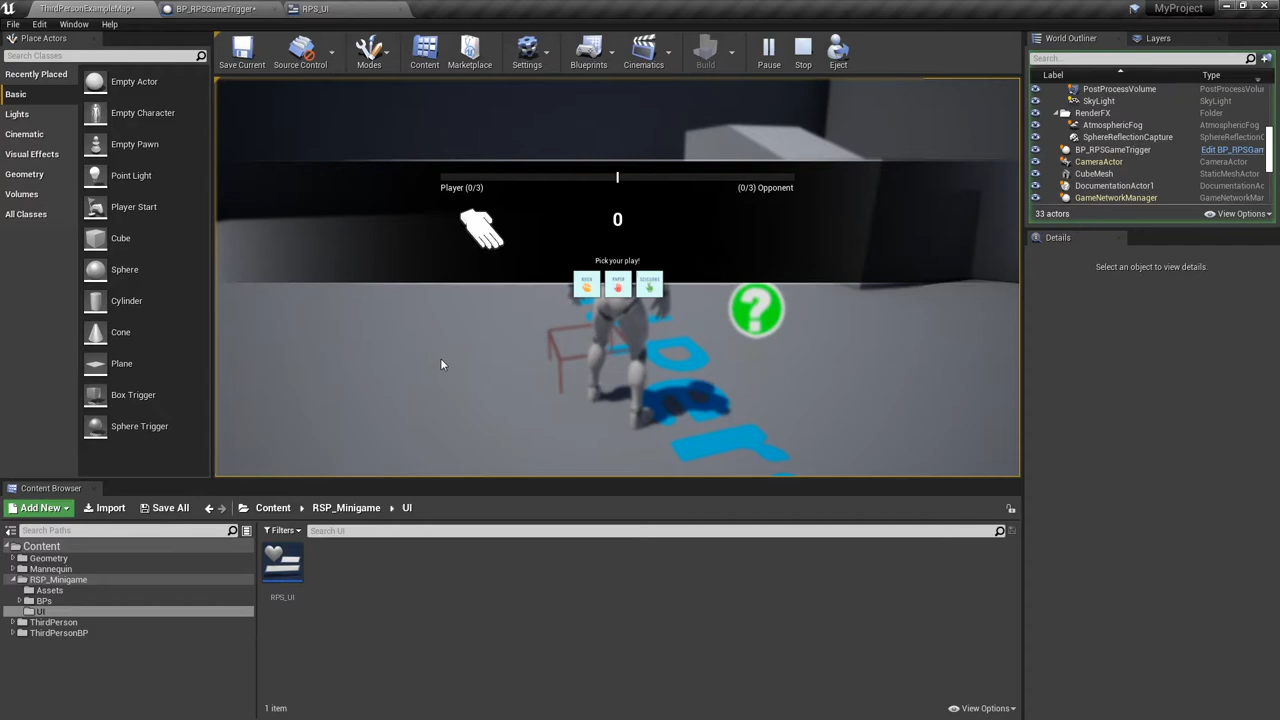 ThirdPersonExampleMap*
BP_RPSGameTrigger*
RPS_UI
MyProject
File
Edit
Window
Help
Place Actors
Search Classes
Recently Placed
Basic
Lights
Cinematic
Visual Effects
Geometry
Volumes
All Classes
Empty Actor
Empty Character
Empty Pawn
Point Light
Player Start
Cube
Sphere
Cylinder
Cone
Plane
Box Trigger
Sphere Trigger
Save Current
Source Control
Modes
Content
Marketplace
Settings
Blueprints
Cinematics
Build
Pause
Stop
Eject
Player (0/3)
(0/3) Opponent
0
Pick your play!
ROCK
PAPER
SCISSORS
?
World Outliner
Layers
Search...
Label
Type
PostProcessVolume
PostProcessVolu
SkyLight
SkyLight
RenderFX
Folder
AtmosphericFog
AtmosphericFog
SphereReflectionCapture
SphereReflectionC
BP_RPSGameTrigger
Edit BP_RPSGam
CameraActor
CameraActor
CubeMesh
StaticMeshActor
DocumentationActor1
DocumentationAc
GameNetworkManager
GameNetworkMar
33 actors
View Options
Details
Select an object to view details.
Content Browser
Add New
Import
Save All
Content
RSP_Minigame
UI
Search Paths
Filters
Search UI
Content
Geometry
Mannequin
RSP_Minigame
Assets
BPs
UI
ThirdPerson
ThirdPersonBP
RPS_UI
1 item
View Options